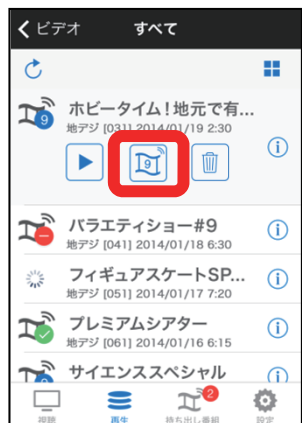 ビデオ すべて
ホビータイム!地元で有...
地デジ [031] 2014/01/19 2:30
9
9
バラエティショー#9
地デジ [041] 2014/01/18 6:30
フィギュアスケートSP...
地デジ [051] 2014/01/17 7:20
プレミアムシアター
地デジ [061] 2014/01/16 6:15
サイエンススペシャル
2
視聴 再生 持ち出し番組 設定